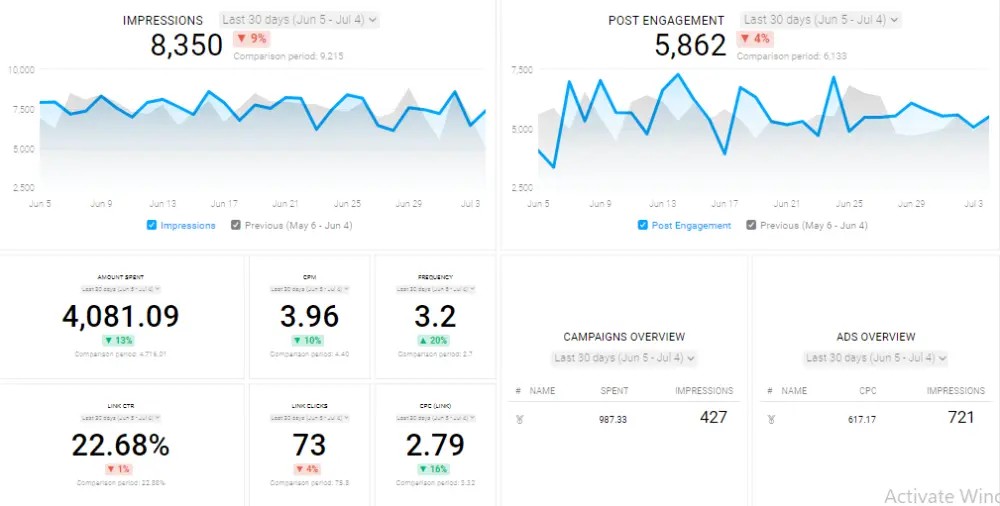 IMPRESSIONS Last 30 days (Jun 5 - Jul 4)
8,350 ▼ 9%
Comparison period: 9,215
10,000
7,500
5,000
2,500
Jun 5 Jun 9 Jun 13 Jun 17 Jun 21 Jun 25 Jun 29 Jul 3
Impressions Previous (May 6 - Jun 4)
POST ENGAGEMENT Last 30 days (Jun 5 - Jul 4)
5,862 ▼ 4%
Comparison period: 6,133
7,500
5,000
2,500
Jun 5 Jun 9 Jun 13 Jun 17 Jun 21 Jun 25 Jun 29 Jul 3
Post Engagement Previous (May 6 - Jun 4)
AMOUNT SPENT
Last 30 days (Jun 5 - Jul 4)
4,081.09
▼ 13%
Comparison period: 4,716.01
CPM
Last 30 days (Jun 5 - Jul 4)
3.96
▼ 10%
Comparison period: 4.40
FREQUENCY
Last 30 days (Jun 5 - Jul 4)
3.2
▲ 20%
Comparison period: 2.7
LINK CTR
Last 30 days (Jun 5 - Jul 4)
22.68%
▼ 1%
Comparison period:
LINK CLICKS
Last 30 days (Jun 5 - Jul 4)
73
▼ 4%
Comparison period:
CPC (LINK)
Last 30 days (Jun 5 - Jul 4)
2.79
▼ 16%
Comparison period: 3.32
CAMPAIGNS OVERVIEW
Last 30 days (Jun 5 - Jul 4)
# NAME SPENT IMPRESSIONS
987.33 427
ADS OVERVIEW
Last 30 days (Jun 5 - Jul 4)
# NAME CPC IMPRESSIONS
617.17 721
Activate Wind